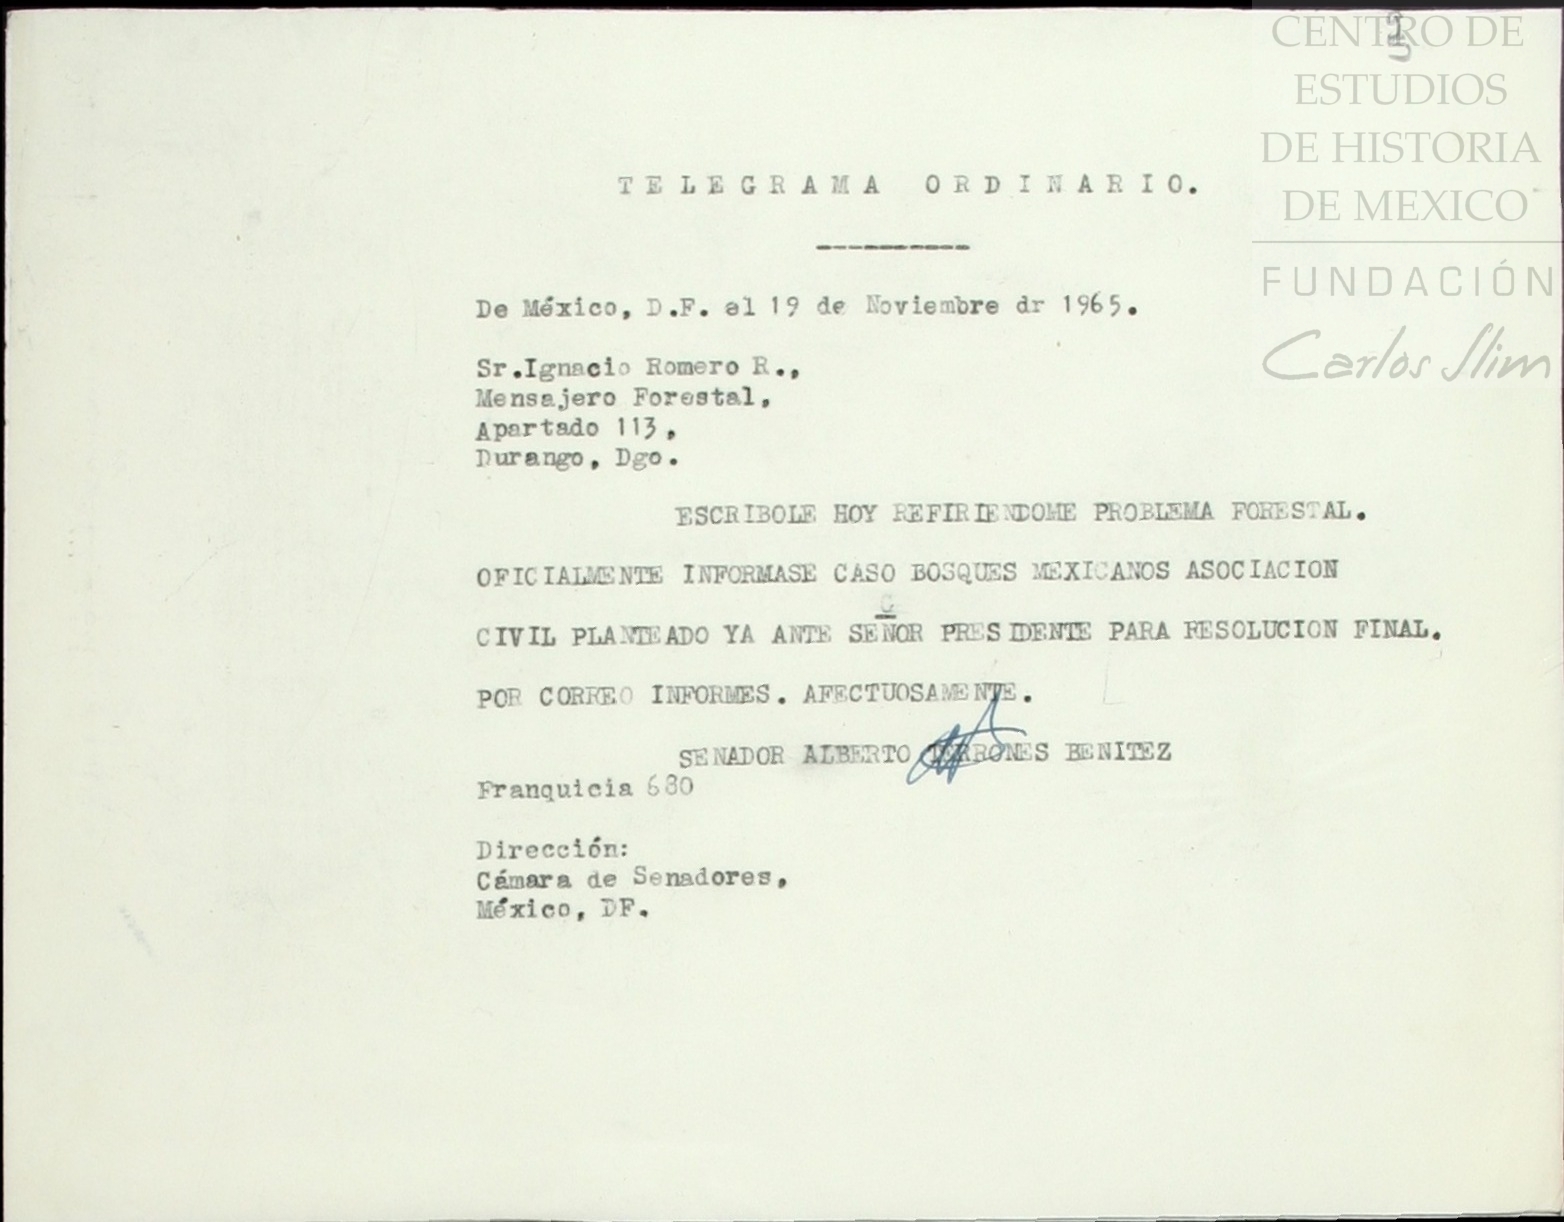 CENTRO DE
ESTUDIOS
DE HISTORIA
DE MEXICO
FUNDACIÓN
Carlos Slim
TELEGRAMA ORDINARIO.
----------
De México, D.F. al 19 de Noviembre dr 1965.
Sr.Ignacio Romero R.,
Mensajero Forestal,
Apartado 113,
Durango, Dgo.
ESCRIBOLE HOY REFIRIENDOME PROBLEMA FORESTAL.
OFICIALMENTE INFORMASE CASO BOSQUES MEXICANOS ASOCIACION
CIVIL PLANTEADO YA ANTE SEÑOR PRESIDENTE PARA RESOLUCION FINAL.
POR CORREO INFORMES. AFECTUOSAMENTE.
SENADOR ALBERTO TERRONES BENITEZ
Franquicia 680
Dirección:
Cámara de Senadores,
México, DF.